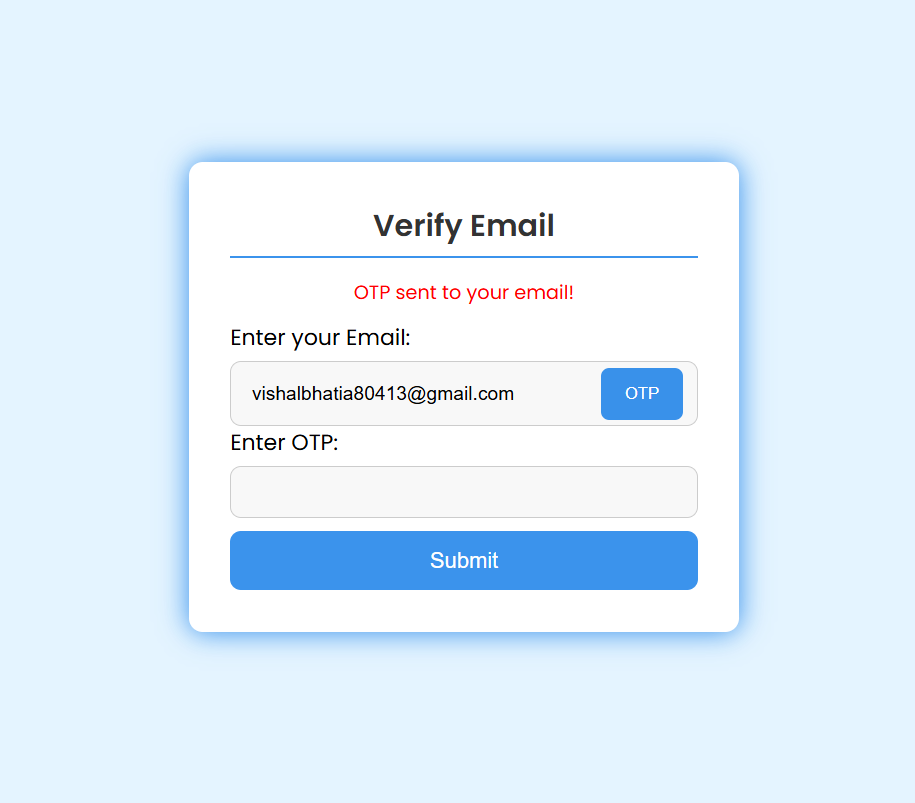 Verify Email
OTP sent to your email!
Enter your Email:
vishalbhatia80413@gmail.com OTP
Enter OTP:
Submit